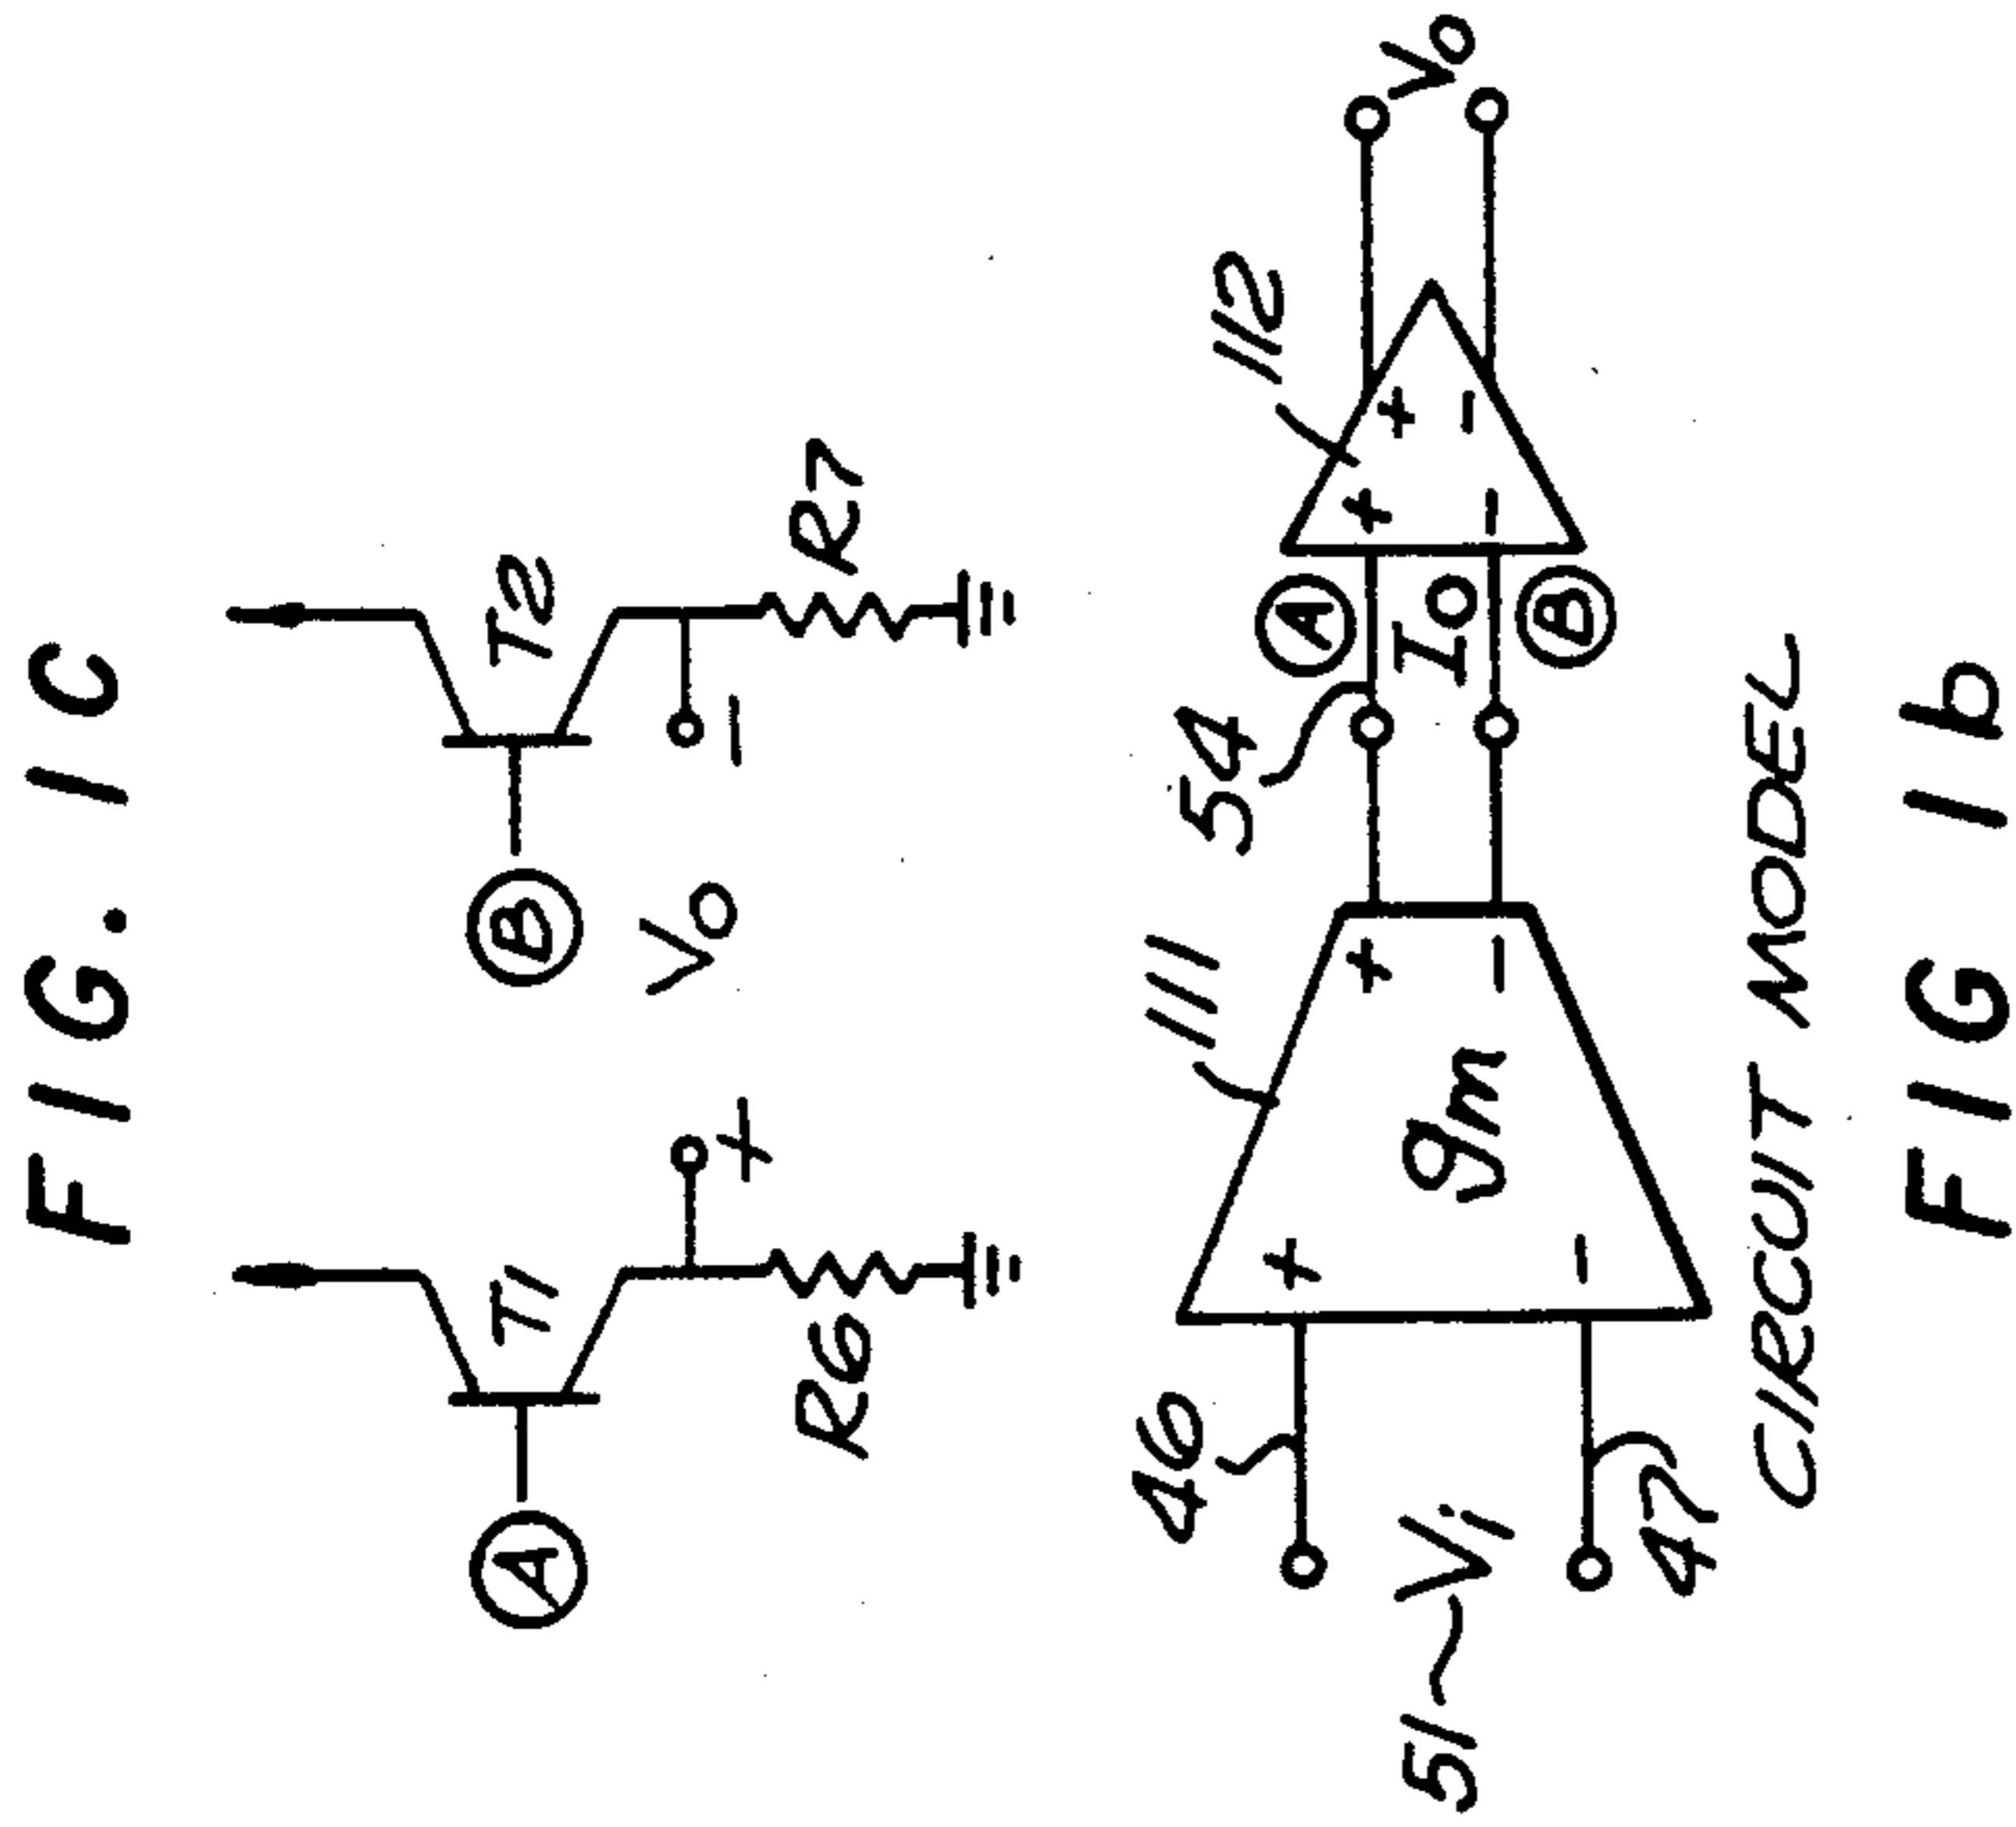 FIG. 1C
A
T1
R6
+
Vo
B
T2
R7
−
51
Vi
46
47
+
−
gm
111
+
−
54
A
Io
B
112
+
−
+
−
Vo
CIRCUIT MODEL
FIG 1b